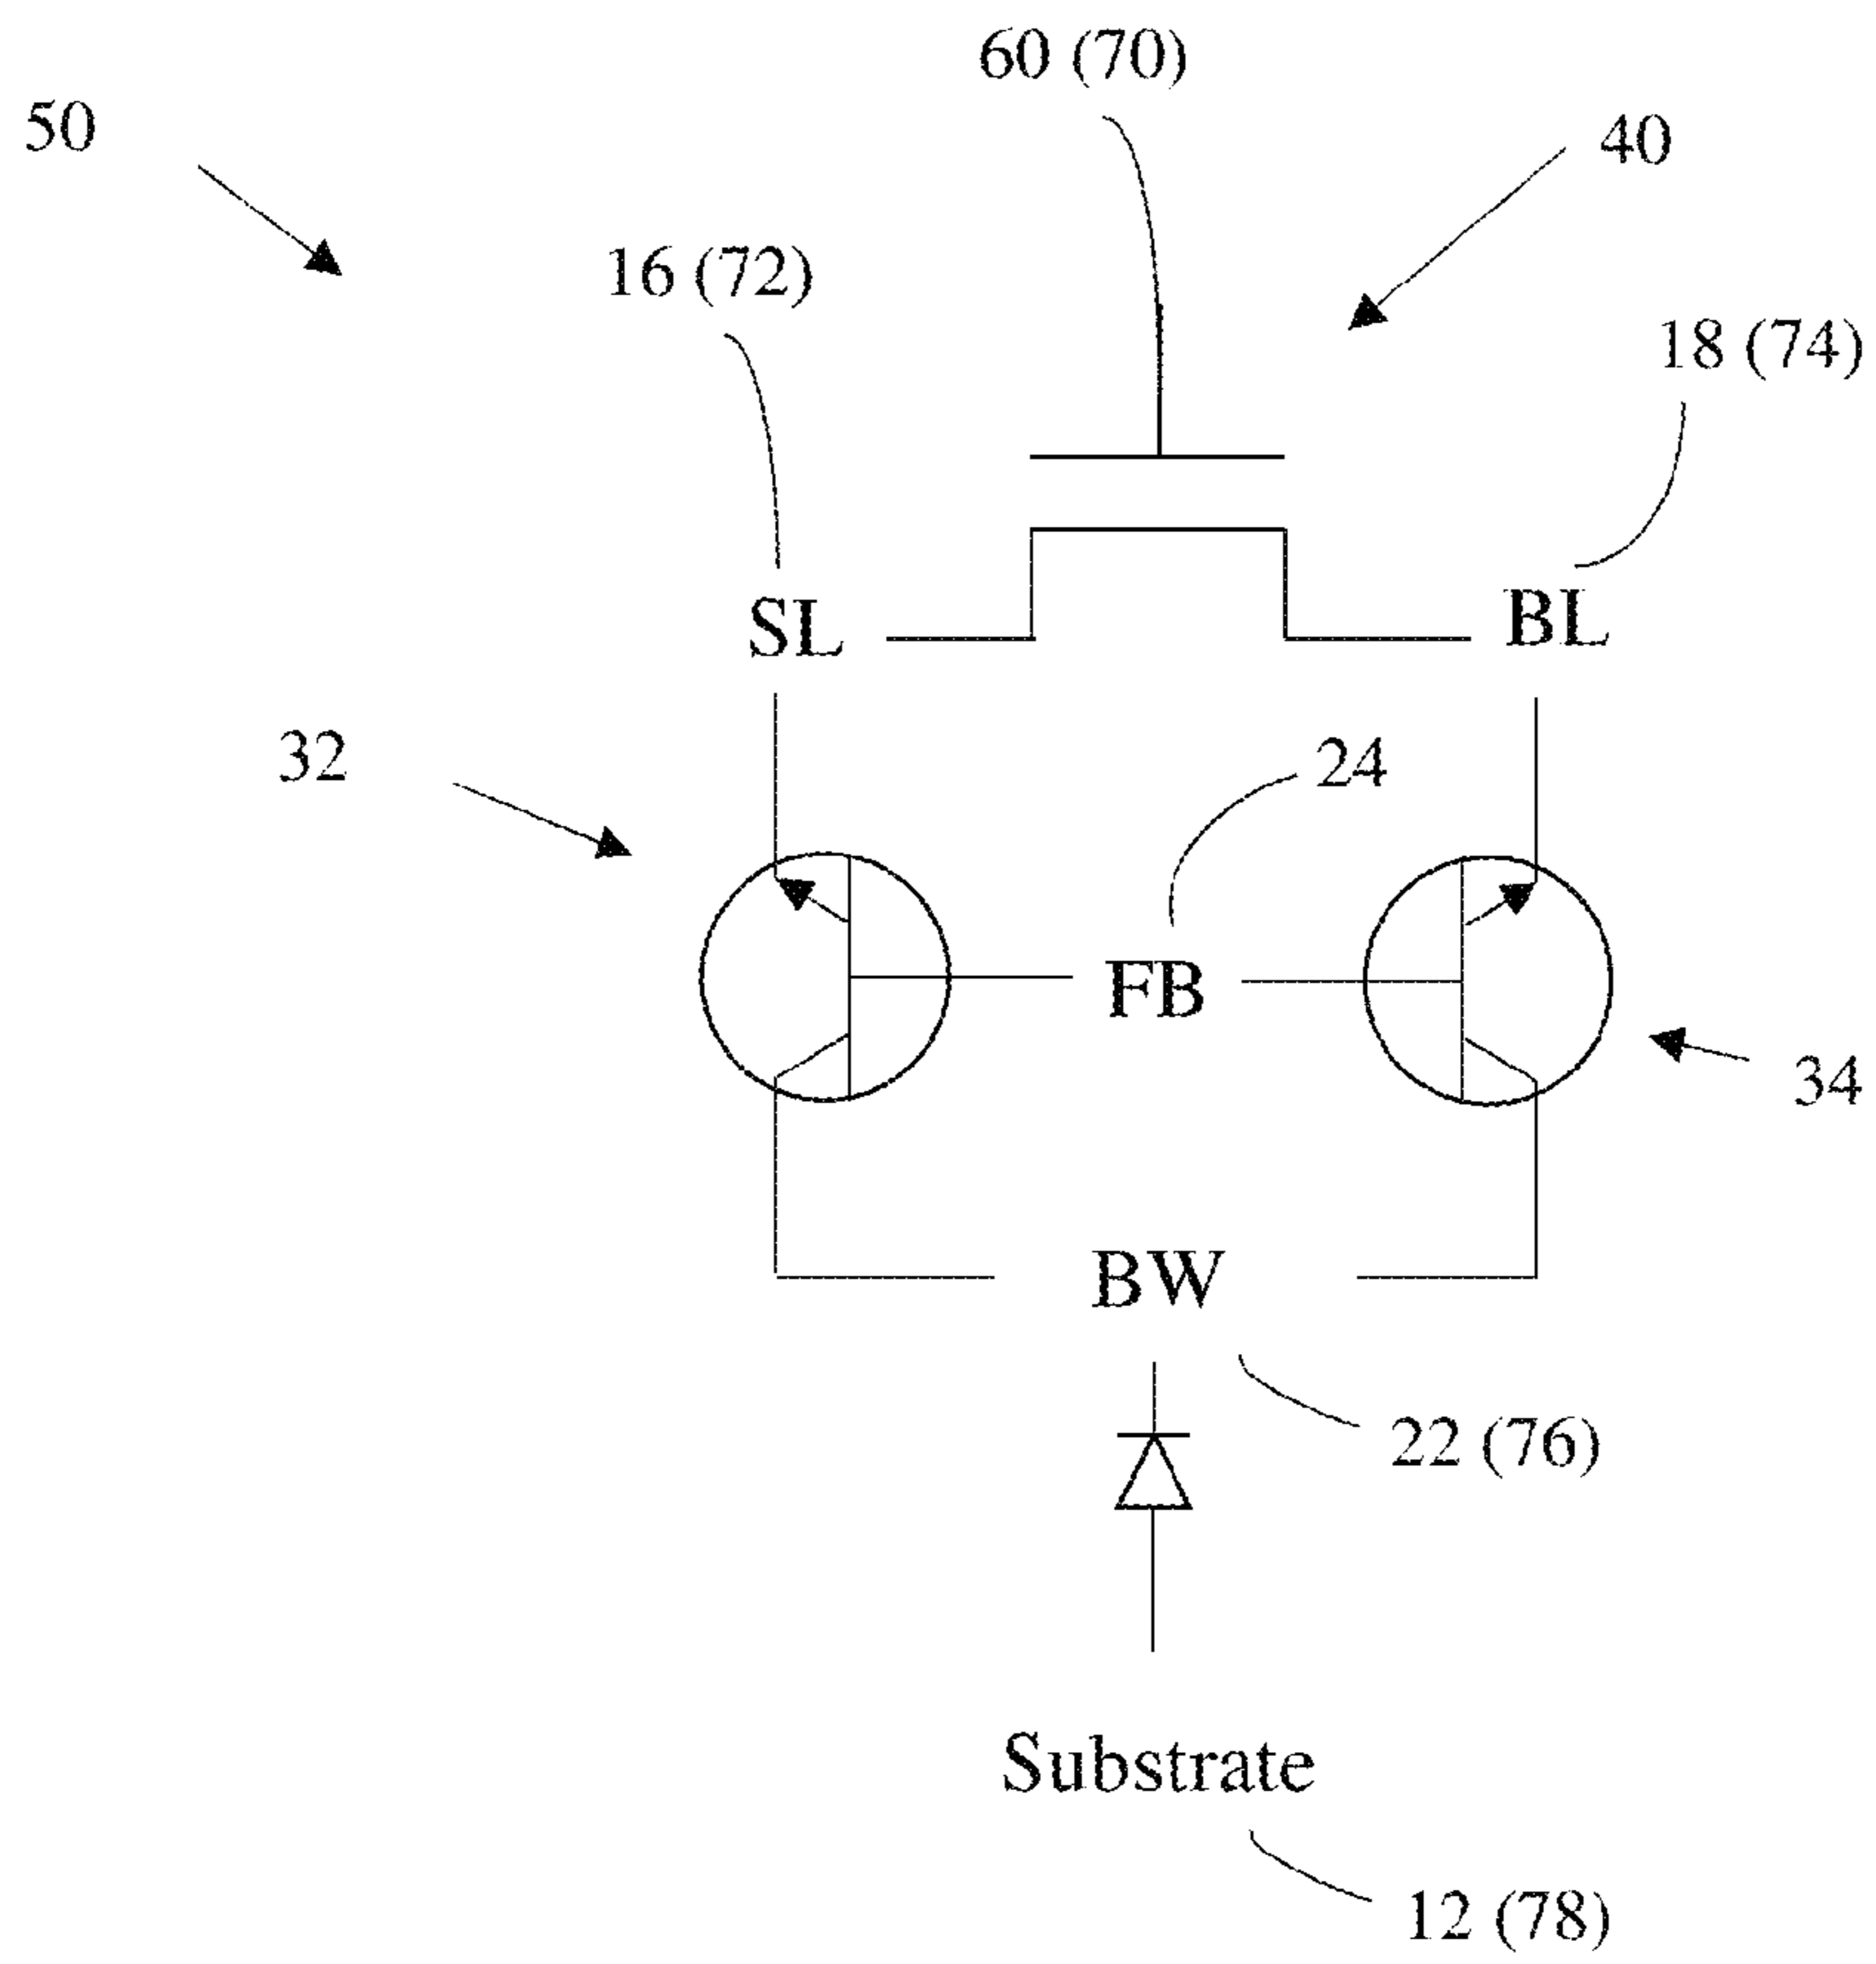 60 (70)
50
40
16 (72)
18 (74)
SL
BL
32
24
FB
34
BW
22 (76)
Substrate
12 (78)